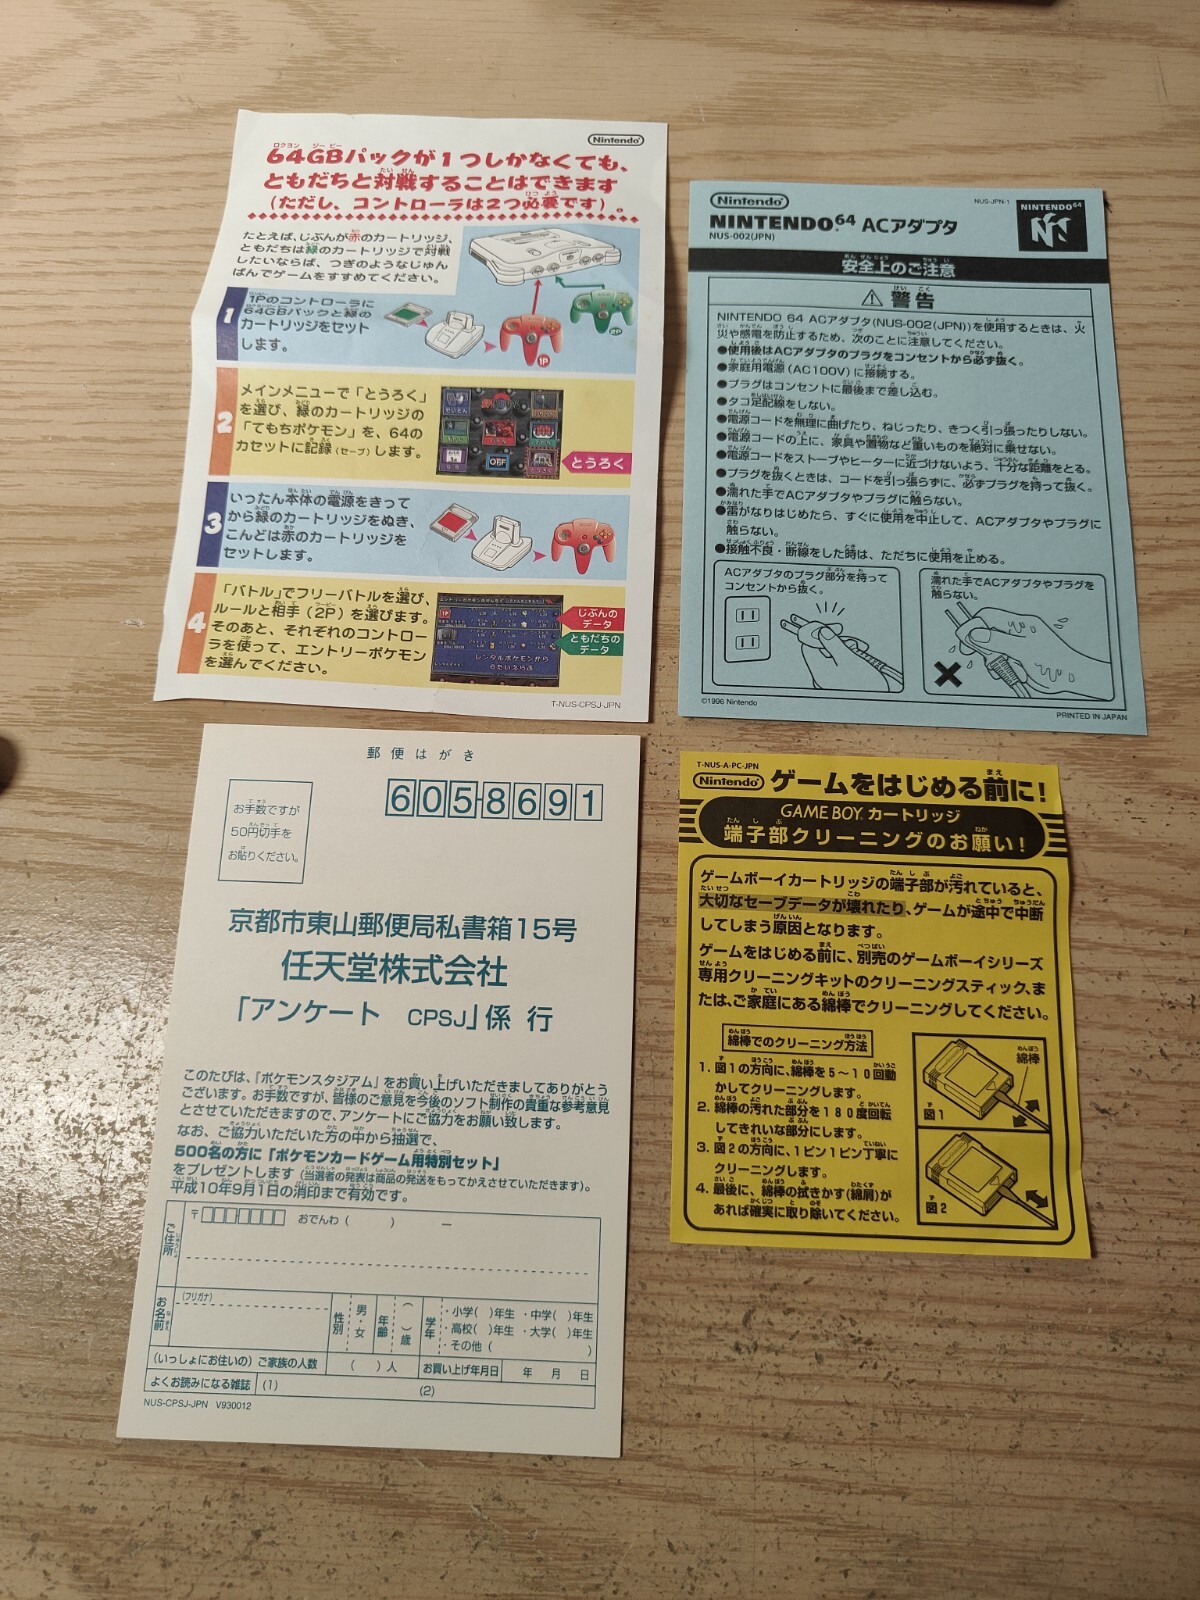 Nintendo
64GBパックが1つしかなくても、
ともだちと対戦することはできます
(ただし、コントローラは2つ必要です)。
たとえば、じぶんが赤のカートリッジ、
ともだちは緑のカートリッジで対戦
したいならば、つぎのようなじゅん
ばんでゲームをすすめてください。
1
1Pのコントローラに
64GBパックと緑の
カートリッジをセット
します。
1P
2P
2
メインメニューで「とうろく」
を選び、緑のカートリッジの
「てもちポケモン」を、64の
カセットに記録(セーブ)します。
OFF
とうろく
3
いったん本体の電源をきって
から緑のカートリッジをぬき、
こんどは赤のカートリッジを
セットします。
4
「バトル」でフリーバトルを選び、
ルールと相手(2P)を選びます。
そのあと、それぞれのコントロー
ラを使って、エントリーポケモン
を選んでください。
じぶんの
データ
ともだちの
データ
T-NUS-CPSJ-JPN
Nintendo
NUS-JPN-1
NINTENDO64 ACアダプタ
NUS-002(JPN)
NINTENDO64
安全上のご注意
警告
NINTENDO 64 ACアダプタ(NUS-002(JPN))を使用するときは、火
災や感電を防止するため、次のことに注意してください。
●使用後はACアダプタのプラグをコンセントから必ず抜く。
●家庭用電源(AC100V)に接続する。
●プラグはコンセントに最後まで差し込む。
●タコ足配線をしない。
●電源コードを無理に曲げたり、ねじったり、きつく引っ張ったりしない。
●電源コードの上に、家具や置物など重いものを絶対に乗せない。
●電源コードをストーブやヒーターに近づけないよう、十分な距離をとる。
●プラグを抜くときは、コードを引っ張らずに、必ずプラグを持って抜く。
●濡れた手でACアダプタやプラグに触らない。
●雷がなりはじめたら、すぐに使用を中止して、ACアダプタやプラグに
触らない。
●接触不良・断線をした時は、ただちに使用を止める。
ACアダプタのプラグ部分を持って
コンセントから抜く。
濡れた手でACアダプタやプラグを
触らない。
©1996 Nintendo
PRINTED IN JAPAN
郵便はがき
お手数ですが
50円切手を
お貼りください。
605-8691
京都市東山郵便局私書箱15号
任天堂株式会社
「アンケート CPSJ」係 行
このたびは、『ポケモンスタジアム』をお買い上げいただきましてありがとう
ございます。お手数ですが、皆様のご意見を今後のソフト制作の貴重な参考意見
とさせていただきますので、アンケートにご協力をお願い致します。
なお、ご協力いただいた方の中から抽選で、
500名の方に「ポケモンカードゲーム用特別セット」
をプレゼントします(当選者の発表は商品の発送をもってかえさせていただきます)。
平成10年9月1日の消印まで有効です。
ご住所
〒 おでんわ( ) ー
お名前
(フリガナ)
性別
男・女
年齢
( )歳
学年
・小学( )年生 ・中学( )年生
・高校( )年生 ・大学( )年生
・その他( )
(いっしょにお住いの)ご家族の人数 ( )人 お買い上げ年月日 年 月 日
よくお読みになる雑誌 (1) (2)
NUS-CPSJ-JPN V930012
T-NUS-A-PC-JPN
Nintendo ゲームをはじめる前に!
GAME BOY カートリッジ
端子部クリーニングのお願い!
ゲームボーイカートリッジの端子部が汚れていると、
大切なセーブデータが壊れたり、ゲームが途中で中断
してしまう原因となります。
ゲームをはじめる前に、別売のゲームボーイシリーズ
専用クリーニングキットのクリーニングスティック、ま
たは、ご家庭にある綿棒でクリーニングしてください。
綿棒でのクリーニング方法
1. 図1の方向に、綿棒を5〜10回動
かしてクリーニングします。
2. 綿棒の汚れた部分を180度回転
してきれいな部分にします。
3. 図2の方向に、1ピン1ピン丁寧に
クリーニングします。
4. 最後に、綿棒の拭きかす(綿屑)が
あれば確実に取り除いてください。
綿棒
図1
図2